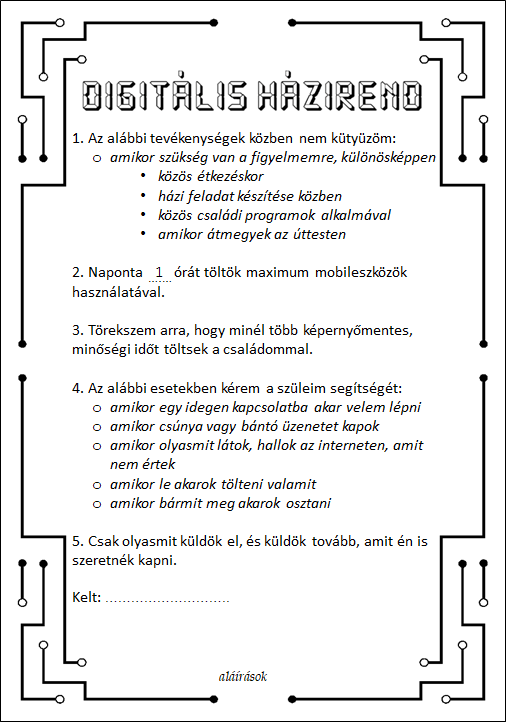 DIGITÁLIS HÁZIREND
1. Az alábbi tevékenységek közben nem kütyüzöm:
o amikor szükség van a figyelmemre, különösképpen
• közös étkezéskor
• házi feladat készítése közben
• közös családi programok alkalmával
• amikor átmegyek az úttesten
2. Naponta ...1... órát töltök maximum mobileszközök
használatával.
3. Törekszem arra, hogy minél több képernyőmentes,
minőségi időt töltsek a családommal.
4. Az alábbi esetekben kérem a szüleim segítségét:
o amikor egy idegen kapcsolatba akar velem lépni
o amikor csúnya vagy bántó üzenetet kapok
o amikor olyasmit látok, hallok az interneten, amit
nem értek
o amikor le akarok tölteni valamit
o amikor bármit meg akarok osztani
5. Csak olyasmit küldök el, és küldök tovább, amit én is
szeretnék kapni.
Kelt: ..............................
aláírások